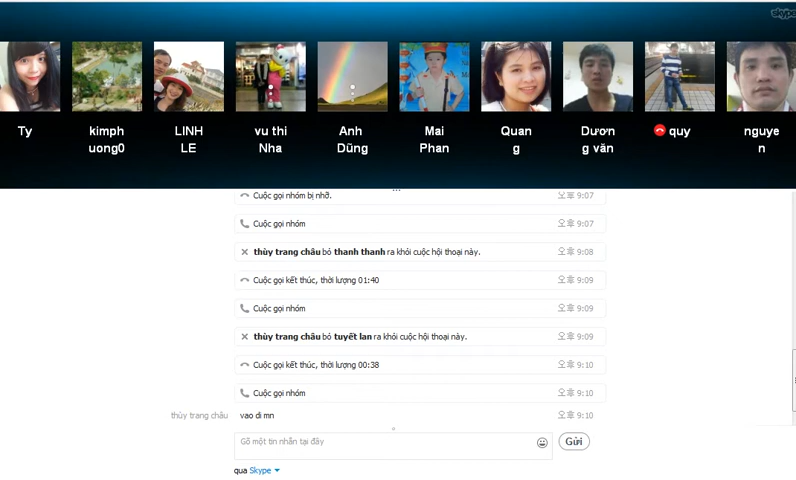 skype
Ty
kimph
uong0
LINH
LE
vu thi
Nha
Anh
Dũng
Mai
Phan
Quan
g
Dươn
g văn
quy
nguye
n
Cuộc gọi nhóm bị nhỡ. 오후 9:07
Cuộc gọi nhóm 오후 9:07
thùy trang châu bỏ thanh thanh ra khỏi cuộc hội thoại này. 오후 9:08
Cuộc gọi kết thúc, thời lượng 01:40 오후 9:09
Cuộc gọi nhóm 오후 9:09
thùy trang châu bỏ tuyết lan ra khỏi cuộc hội thoại này. 오후 9:09
Cuộc gọi kết thúc, thời lượng 00:38 오후 9:10
Cuộc gọi nhóm 오후 9:10
thùy trang châu vao di mn 오후 9:10
Gõ một tin nhắn tại đây Gửi
qua Skype